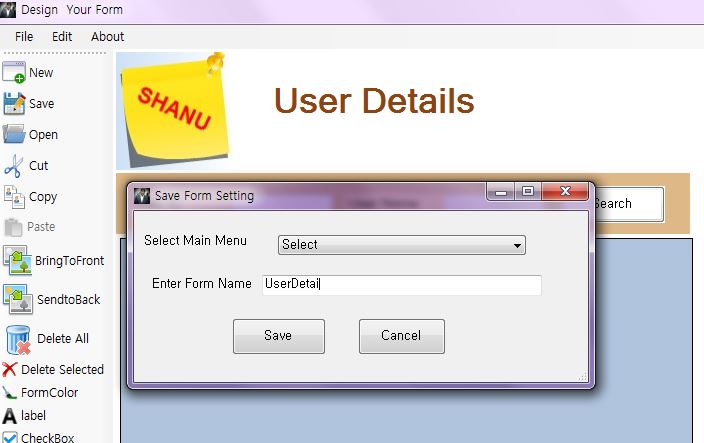 Design Your Form
File Edit About
New
Save
Open
Cut
Copy
Paste
BringToFront
SendtoBack
Delete All
Delete Selected
FormColor
label
CheckBox
SHANU
User Details
Search
Save Form Setting
Select Main Menu Select
Enter Form Name UserDetai
Save Cancel